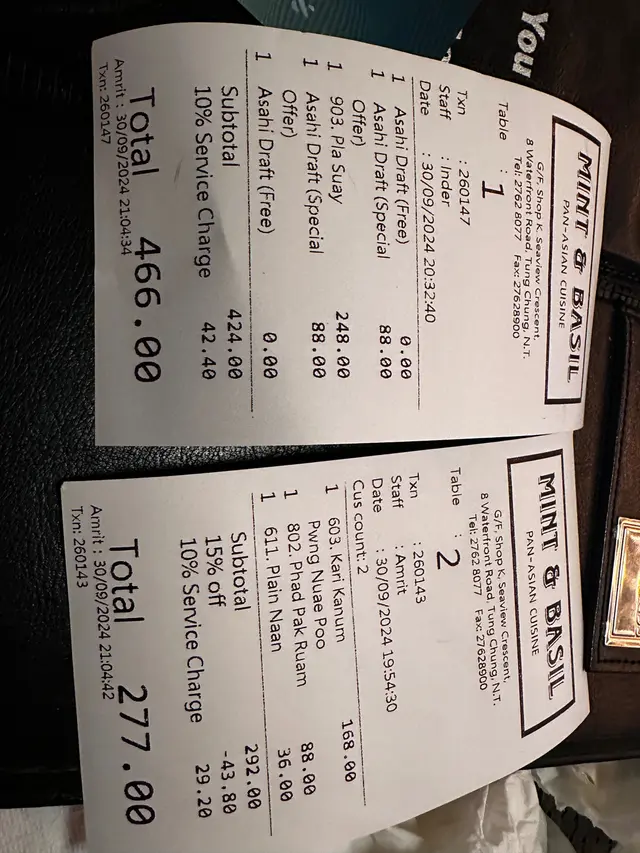 You
MINT & BASIL
PAN-ASIAN CUISINE
G/F, Shop K, Seaview Crescent,
8 Waterfront Road, Tung Chung, N.T.
Tel: 2762 8077 Fax: 27628900
Table : 1
Txn : 260147
Staff : Inder
Date : 30/09/2024 20:32:40
1 Asahi Draft (Free) 0.00
1 Asahi Draft (Special 88.00
Offer)
1 903. Pla Suay 248.00
1 Asahi Draft (Special 88.00
Offer)
1 Asahi Draft (Free) 0.00
Subtotal 424.00
10% Service Charge 42.40
Total 466.00
Amrit : 30/09/2024 21:04:34
Txn: 260147
MINT & BASIL
PAN-ASIAN CUISINE
G/F, Shop K, Seaview Crescent,
8 Waterfront Road, Tung Chung, N.T.
Tel: 2762 8077 Fax: 27628900
Table : 2
Txn : 260143
Staff : Amrit
Date : 30/09/2024 19:54:30
Cus count: 2
1 603. Kari Kanum 168.00
Pwng Nuae Poo
1 802. Phad Pak Ruam 88.00
1 611. Plain Naan 36.00
Subtotal 292.00
15% off -43.80
10% Service Charge 29.20
Total 277.00
Amrit : 30/09/2024 21:04:42
Txn: 260143